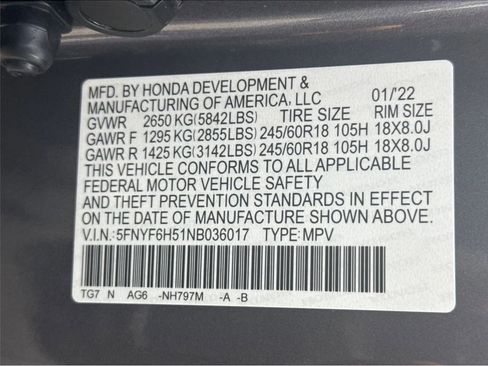 MFD. BY HONDA DEVELOPMENT &
MANUFACTURING OF AMERICA, LLC 01/'22
GVWR 2650 KG(5842LBS) TIRE SIZE RIM SIZE
GAWR F 1295 KG(2855LBS) 245/60R18 105H 18X8.0J
GAWR R 1425 KG(3142LBS) 245/60R18 105H 18X8.0J
THIS VEHICLE CONFORMS TO ALL APPLICABLE
FEDERAL MOTOR VEHICLE SAFETY
AND THEFT PREVENTION STANDARDS IN EFFECT
ON THE DATE OF MANUFACTURE SHOWN ABOVE.
V.I.N.: 5FNYF6H51NB036017 TYPE: MPV
TG7 N AG6 -NH797M -A -B